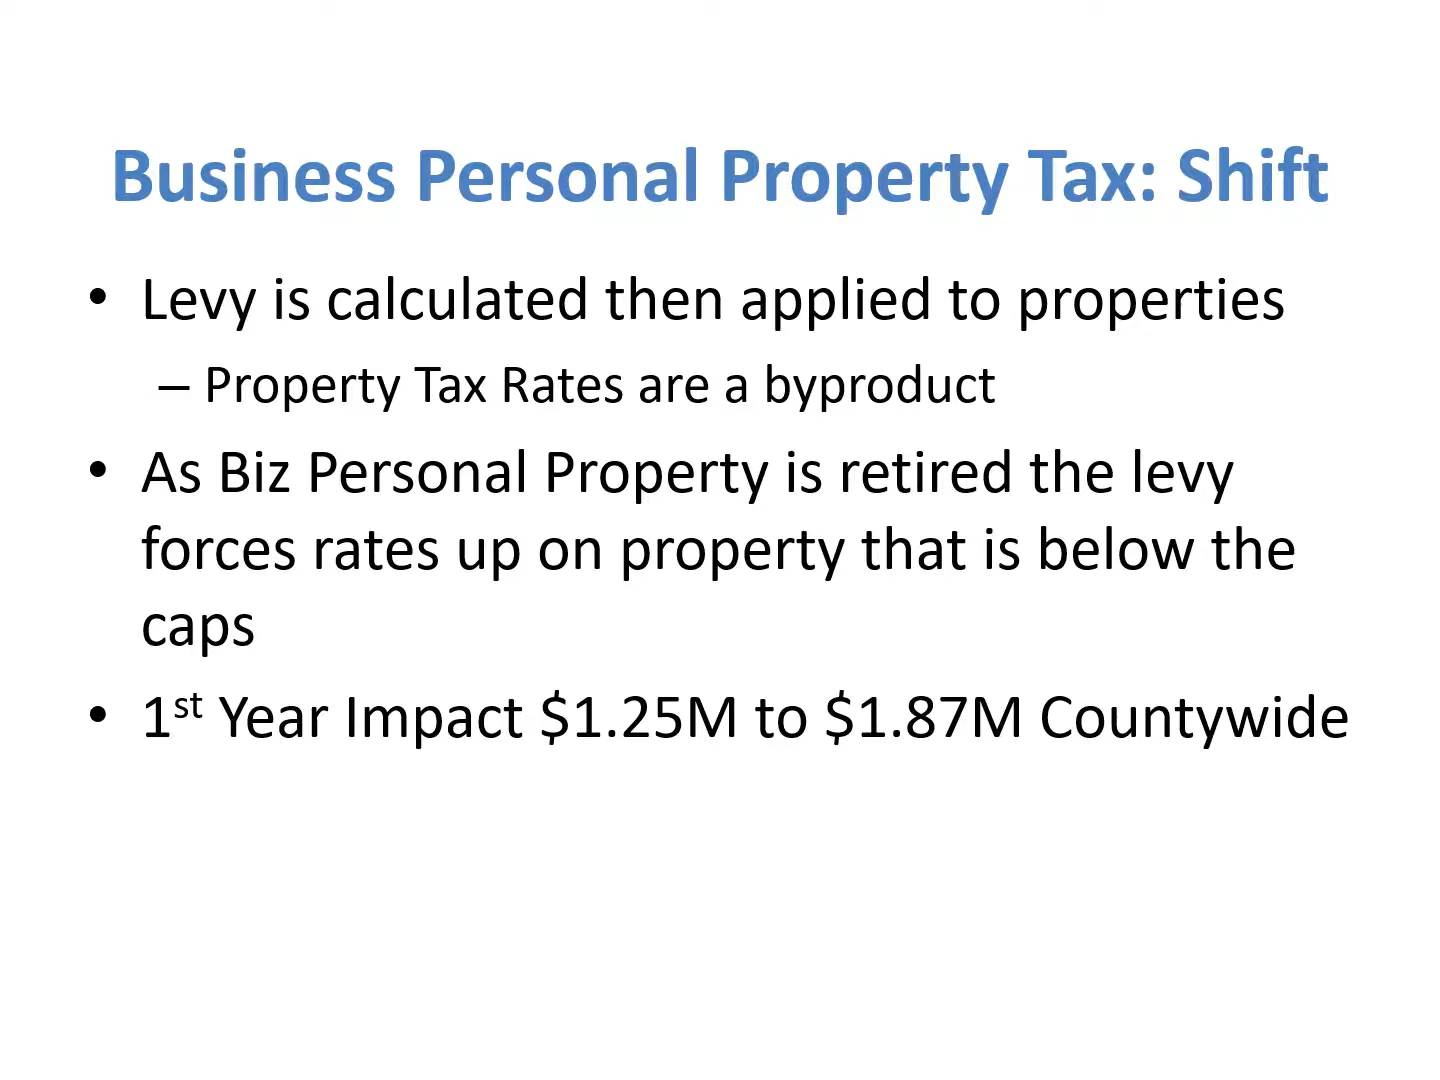 Business Personal Property Tax: Shift
• Levy is calculated then applied to properties
– Property Tax Rates are a byproduct
• As Biz Personal Property is retired the levy
forces rates up on property that is below the
caps
• 1st Year Impact $1.25M to $1.87M Countywide